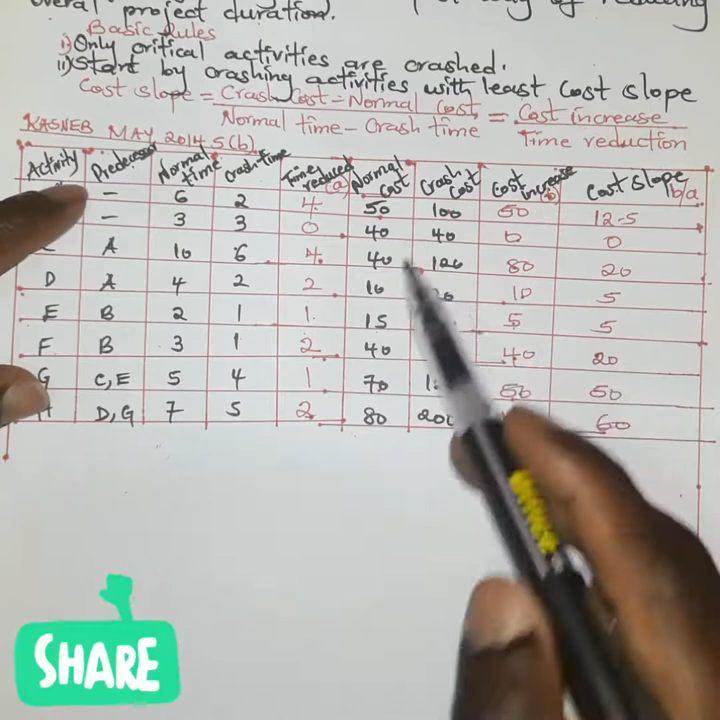 overall project duration. way of reducing
Basic Rules
i) Only critical activities are crashed.
ii) Start by crashing activities with least cost slope
Cost slope = Crash Cost - Normal Cost = Cost increase
Normal time - Crash time Time reduction
KASNEB MAY 2014 5(b)
Activity Predecessor Normal time Crash time Time reduced (a) Normal cost Crash cost Cost increase (b) Cost slope b/a
- 6 2 4 50 100 50 12.5
- 3 3 0 40 40 0 0
A 10 6 4 40 120 80 20
D A 4 2 2 10 10 5
E B 2 1 1 15 5 5
F B 3 1 2 40 40 20
G C,E 5 4 1 70 50 50
H D,G 7 5 2 80 200 60
SHARE